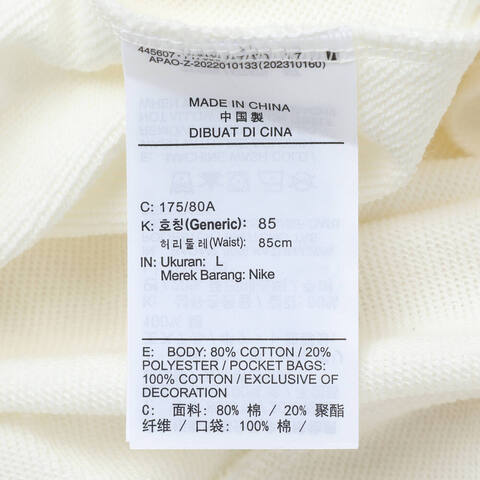 445607-
APAO-Z-2022010133(202310160)
MADE IN CHINA
中国製
DIBUAT DI CINA
C: 175/80A
K: 호칭(Generic): 85
허리둘레(Waist): 85cm
IN: Ukuran: L
Merek Barang: Nike
E: BODY: 80% COTTON / 20%
POLYESTER / POCKET BAGS:
100% COTTON / EXCLUSIVE OF
DECORATION
C: 面料: 80% 棉 / 20% 聚酯
纤维 / 口袋: 100% 棉 /